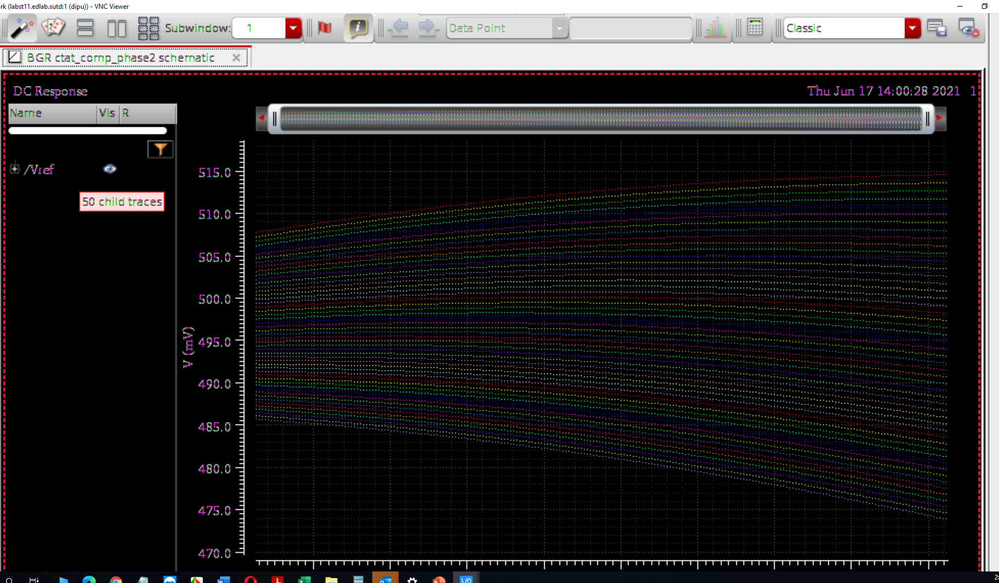 rk (labst11.edlab.sutd:1 (dipu)) - VNC Viewer
Subwindow: 1 Data Point Classic
BGR ctat_comp_phase2 schematic
DC Response Thu Jun 17 14:00:28 2021 1
Name Vis R
/Vref
50 child traces
V (mV)
515.0
510.0
505.0
500.0
495.0
490.0
485.0
480.0
475.0
470.0